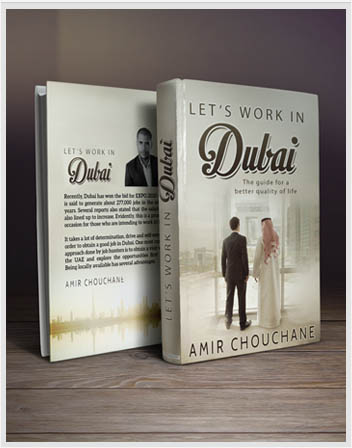 LET'S WORK IN
Dubai
Recently, Dubai has won the bid for EXPO
is said to generate about 277,000 jobs in the
years. Several reports also stated that the
also lined up to increase. Evidently, this is a
occasion for those who are intending to work
It takes a lot of determination, drive and
order to obtain a good job in Dubai. One
approach done by job hunters is to obtain a
the UAE and explore the opportunities.
Being locally available has several advantages.
AMIR CHOUCHANE
LET'S WORK IN Dubai
LET'S WORK IN
Dubai
The guide for a
better quality of life
AMIR CHOUCHANE